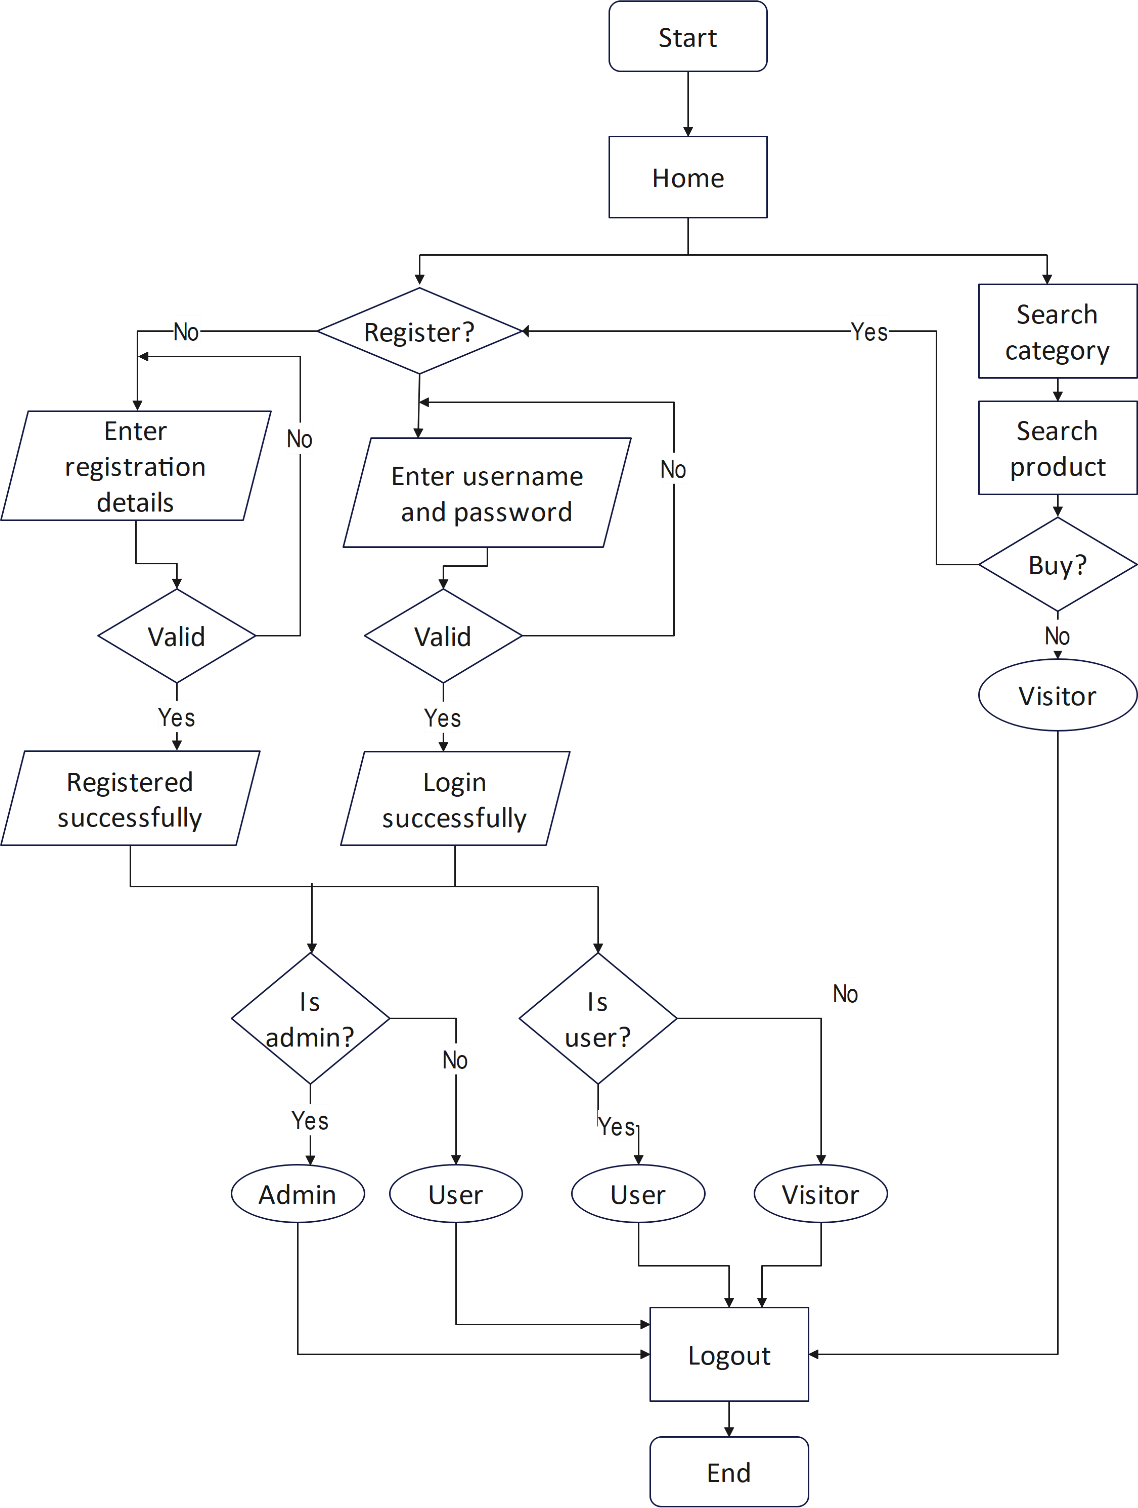 Start
Home
Register?
No
Yes
Search
category
Search
product
Enter
registration
details
No
Enter username
and password
No
Buy?
Valid
Valid
No
Visitor
Yes
Yes
Registered
successfully
Login
successfully
Is
admin?
No
Is
user?
No
Yes
Yes
Admin
User
User
Visitor
Logout
End